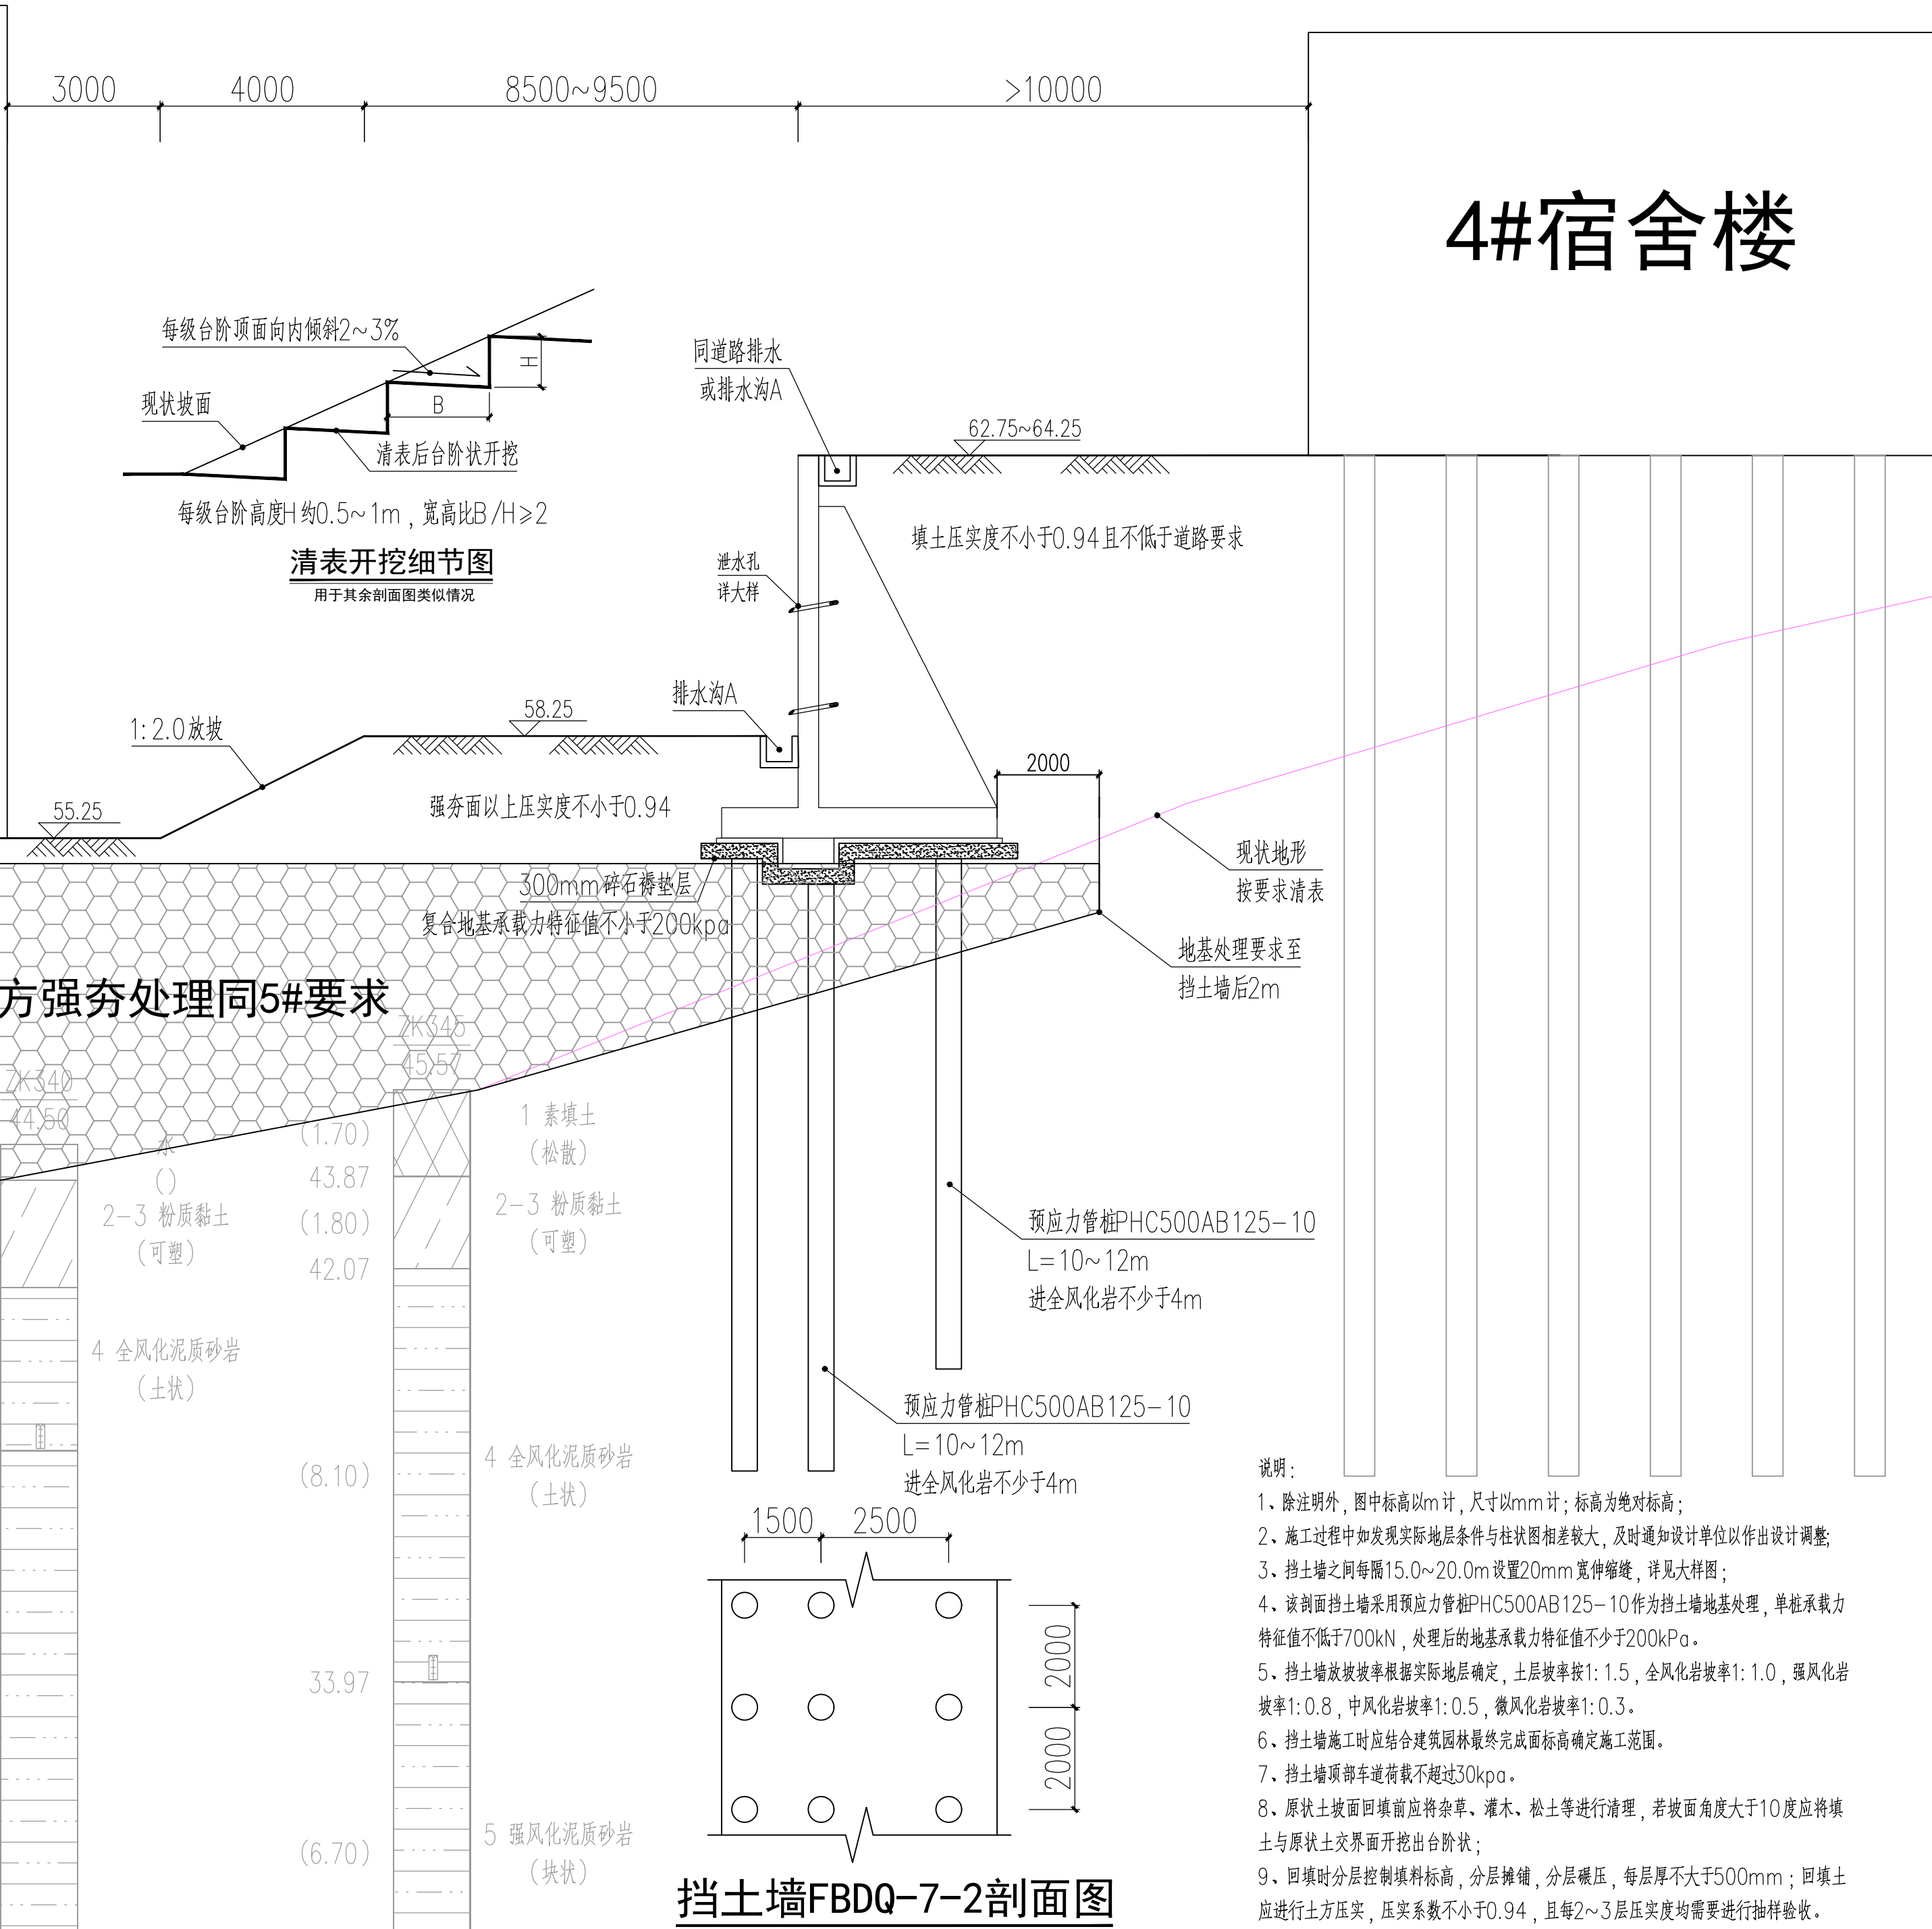 3000
4000
8500~9500
>10000
4#宿舍楼
每级台阶顶面向内倾斜2~3%
现状坡面
H
B
清表后台阶状开挖
每级台阶高度H约0.5~1m，宽高比B/H≥2
清表开挖细节图
用于其余剖面图类似情况
同道路排水
或排水沟A
62.75~64.25
填土压实度不小于0.94且不低于道路要求
泄水孔
详大样
排水沟A
58.25
1:2.0放坡
55.25
强夯面以上压实度不小于0.94
2000
现状地形
按要求清表
300mm碎石褥垫层
复合地基承载力特征值不小于200kpa
地基处理要求至
挡土墙后2m
方强夯处理同5#要求
ZK345
45.57
ZK340
44.50
水
()
2-3 粉质黏土
(可塑)
4 全风化泥质砂岩
(土状)
(1.70)
43.87
(1.80)
42.07
(8.10)
33.97
(6.70)
1 素填土
(松散)
2-3 粉质黏土
(可塑)
4 全风化泥质砂岩
(土状)
5 强风化泥质砂岩
(块状)
预应力管桩PHC500AB125-10
L=10~12m
进全风化岩不少于4m
预应力管桩PHC500AB125-10
L=10~12m
进全风化岩不少于4m
1500
2500
2000
2000
挡土墙FBDQ-7-2剖面图
说明：
1、除注明外，图中标高以m计，尺寸以mm计；标高为绝对标高；
2、施工过程中如发现实际地层条件与柱状图相差较大，及时通知设计单位以作出设计调整;
3、挡土墙之间每隔15.0~20.0m设置20mm宽伸缩缝，详见大样图；
4、该剖面挡土墙采用预应力管桩PHC500AB125-10作为挡土墙地基处理，单桩承载力
特征值不低于700kN，处理后的地基承载力特征值不少于200kPa。
5、挡土墙放坡坡率根据实际地层确定，土层坡率按1:1.5，全风化岩坡率1:1.0，强风化岩
坡率1:0.8，中风化岩坡率1:0.5，微风化岩坡率1:0.3。
6、挡土墙施工时应结合建筑园林最终完成面标高确定施工范围。
7、挡土墙顶部车道荷载不超过30kpa。
8、原状土坡面回填前应将杂草、灌木、松土等进行清理，若坡面角度大于10度应将填
土与原状土交界面开挖出台阶状；
9、回填时分层控制填料标高，分层摊铺，分层碾压，每层厚不大于500mm；回填土
应进行土方压实，压实系数不小于0.94，且每2~3层压实度均需要进行抽样验收。